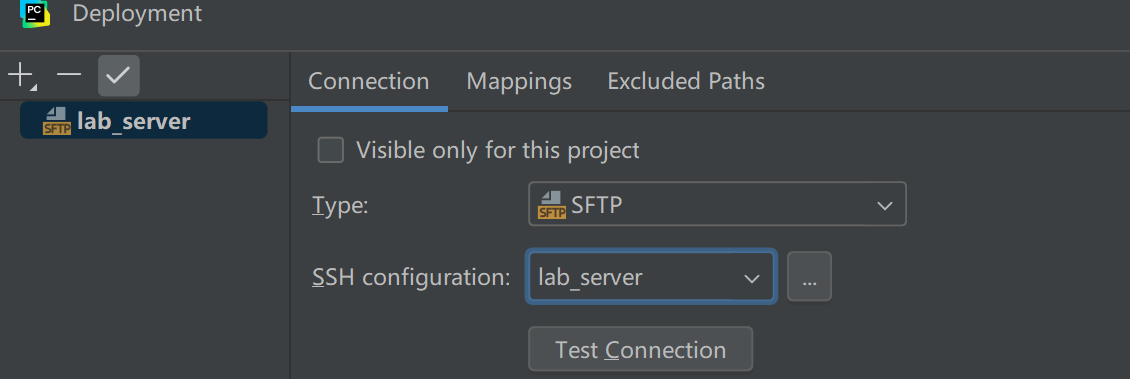 PC
Deployment
SFTP lab_server
Connection Mappings Excluded Paths
Visible only for this project
Type: SFTP SFTP
SSH configuration: lab_server ...
Test Connection